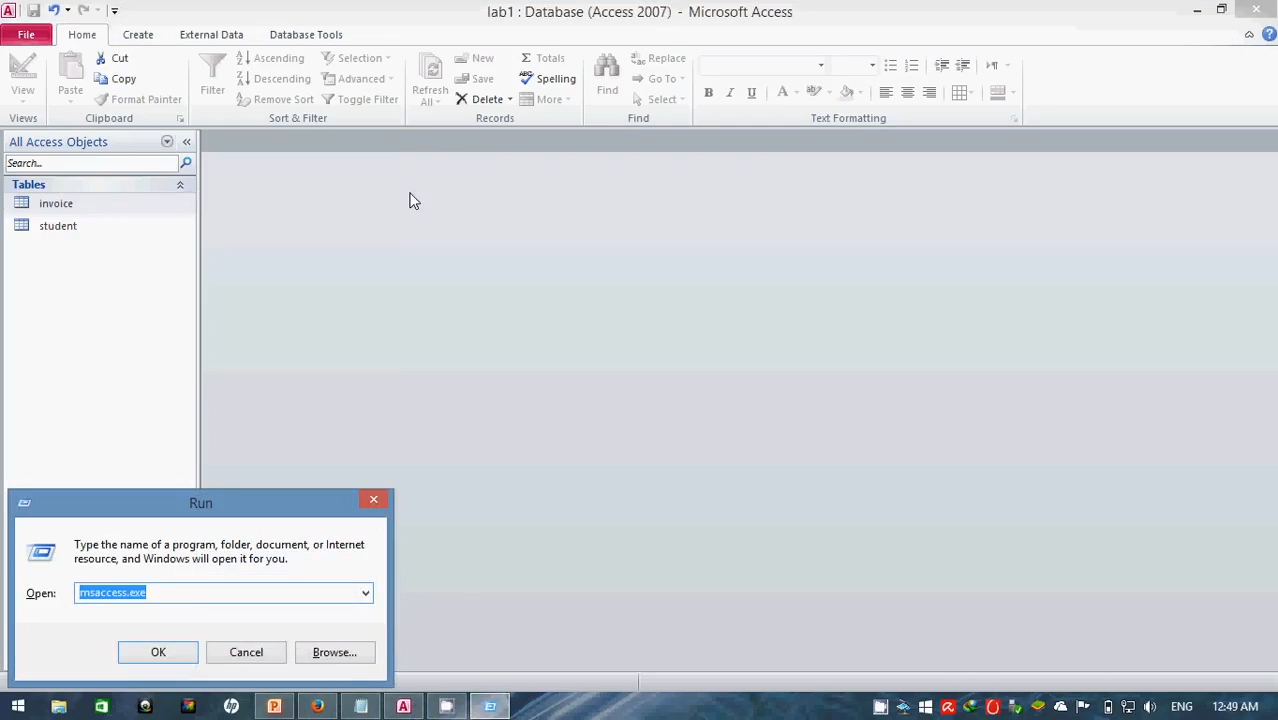 lab1 : Database (Access 2007) - Microsoft Access
File Home Create External Data Database Tools
View
Views
Paste
Cut
Copy
Format Painter
Clipboard
Filter
Ascending
Descending
Remove Sort
Selection
Advanced
Toggle Filter
Sort & Filter
Refresh
All
New
Save
Delete
Totals
Spelling
More
Records
Find
Replace
Go To
Select
Find
B I U A
Text Formatting
All Access Objects
Search...
Tables
invoice
student
Run
Type the name of a program, folder, document, or Internet
resource, and Windows will open it for you.
Open: msaccess.exe
OK Cancel Browse...
ENG 12:49 AM